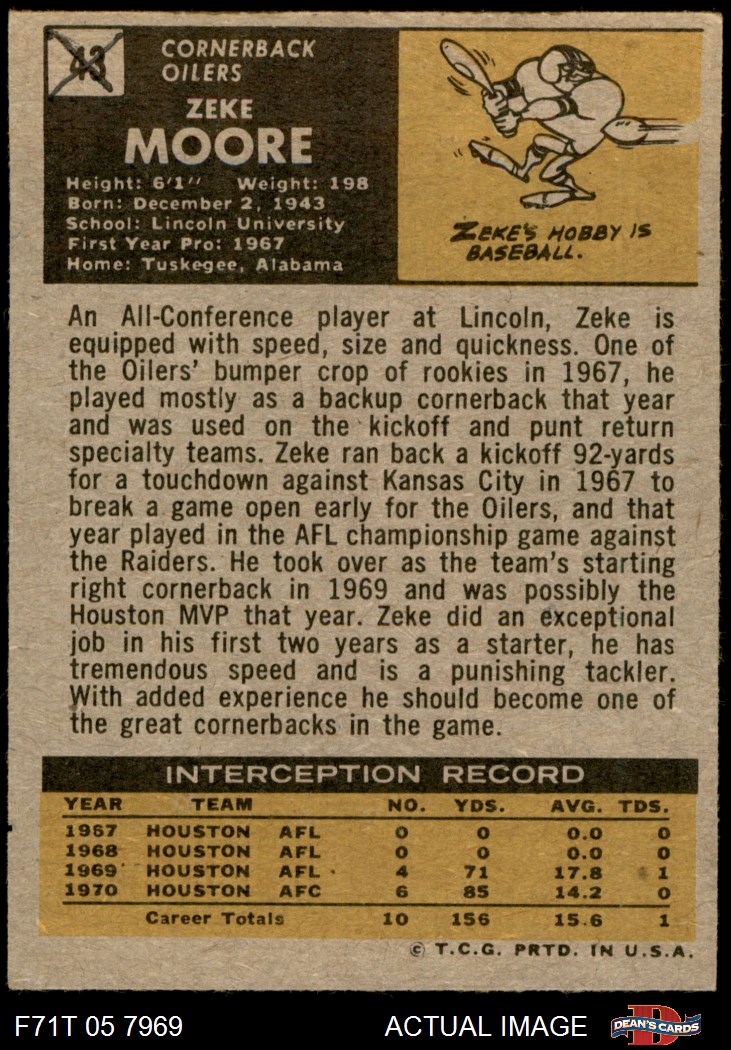 43
CORNERBACK
OILERS
ZEKE
MOORE
Height: 6'1" Weight: 198
Born: December 2, 1943
School: Lincoln University
First Year Pro: 1967
Home: Tuskegee, Alabama
ZEKE'S HOBBY IS
BASEBALL.
An All-Conference player at Lincoln, Zeke is
equipped with speed, size and quickness. One of
the Oilers' bumper crop of rookies in 1967, he
played mostly as a backup cornerback that year
and was used on the kickoff and punt return
specialty teams. Zeke ran back a kickoff 92-yards
for a touchdown against Kansas City in 1967 to
break a game open early for the Oilers, and that
year played in the AFL championship game against
the Raiders. He took over as the team's starting
right cornerback in 1969 and was possibly the
Houston MVP that year. Zeke did an exceptional
job in his first two years as a starter, he has
tremendous speed and is a punishing tackler.
With added experience he should become one of
the great cornerbacks in the game.
INTERCEPTION RECORD
YEAR TEAM NO. YDS. AVG. TDS.
1967 HOUSTON AFL 0 0 0.0 0
1968 HOUSTON AFL 0 0 0.0 0
1969 HOUSTON AFL 4 71 17.8 1
1970 HOUSTON AFC 6 85 14.2 0
Career Totals 10 156 15.6 1
© T.C.G. PRTD. IN U.S.A.
F71T 05 7969 ACTUAL IMAGE D DEAN'S CARDS